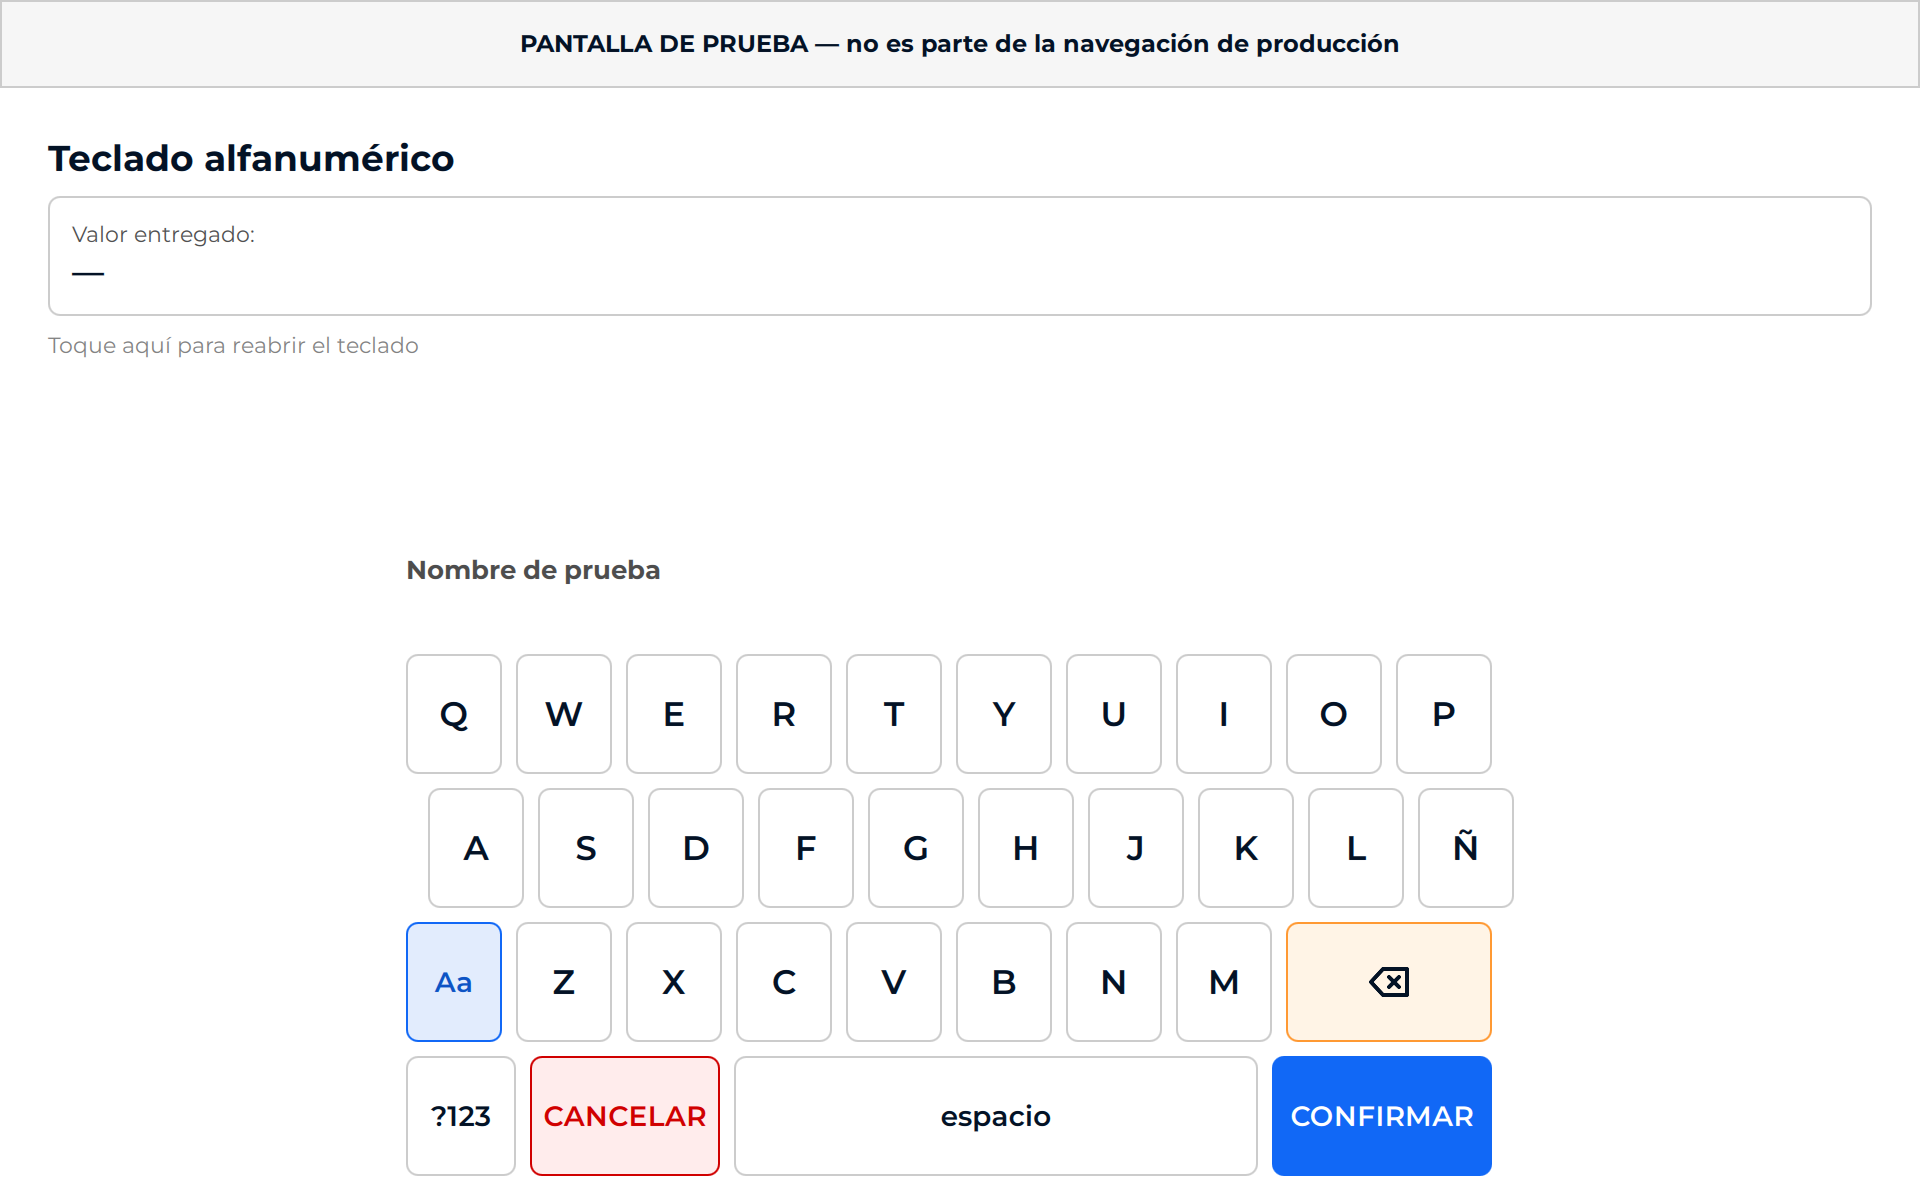 PANTALLA DE PRUEBA — no es parte de la navegación de producción
Teclado alfanumérico
Valor entregado:
—
Toque aquí para reabrir el teclado
Nombre de prueba
Q W E R T Y U I O P
A S D F G H J K L Ñ
Aa Z X C V B N M
?123 CANCELAR espacio CONFIRMAR